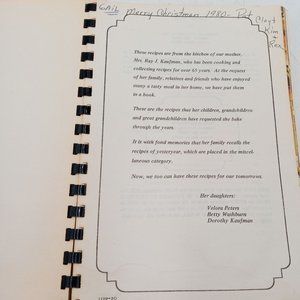 Gail Merry Christmas 1980 - Pat, Clayt
Kim +
Rex
These recipes are from the kitchen of our mother,
Mrs. Ray J. Kaufman, who has been cooking and
collecting recipes for over 65 years. At the request
of her family, relatives and friends who have enjoyed
many a tasty meal in her home, we have put them
in a book.
These are the recipes that her children, grandchildren
and great grandchildren have requested she bake
through the years.
It is with fond memories that her family recalls the
recipes of yesteryear, which are placed in the miscel-
laneous category.
Now, we too can have these recipes for our tomorrows.
Her daughters:
Velora Peters
Betty Washburn
Dorothy Kaufman